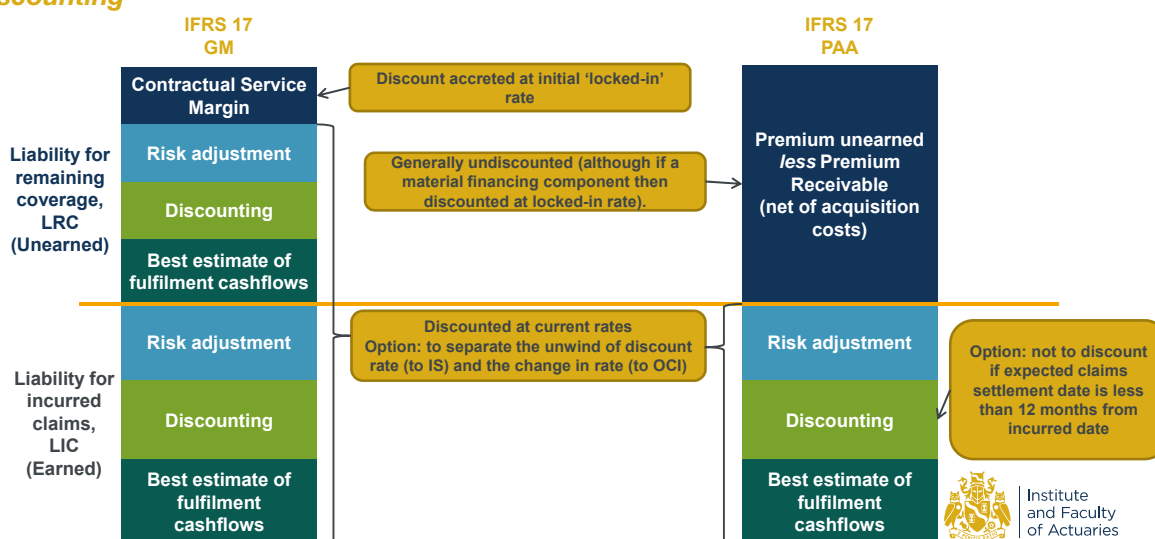 IFRS 17
GM
IFRS 17
PAA
Contractual Service
Margin
Discount accreted at initial ‘locked-in’
rate
Liability for
remaining
coverage,
LRC
(Unearned)
Risk adjustment
Discounting
Best estimate of
fulfilment cashflows
Generally undiscounted (although if a
material financing component then
discounted at locked-in rate).
Premium unearned
less Premium
Receivable
(net of acquisition
costs)
Liability for
incurred
claims,
LIC
(Earned)
Risk adjustment
Discounting
Best estimate of
fulfilment
cashflows
Discounted at current rates
Option: to separate the unwind of discount
rate (to IS) and the change in rate (to OCI)
Risk adjustment
Discounting
Best estimate of
fulfilment
cashflows
Option: not to discount
if expected claims
settlement date is less
than 12 months from
incurred date
Institute
and Faculty
of Actuaries